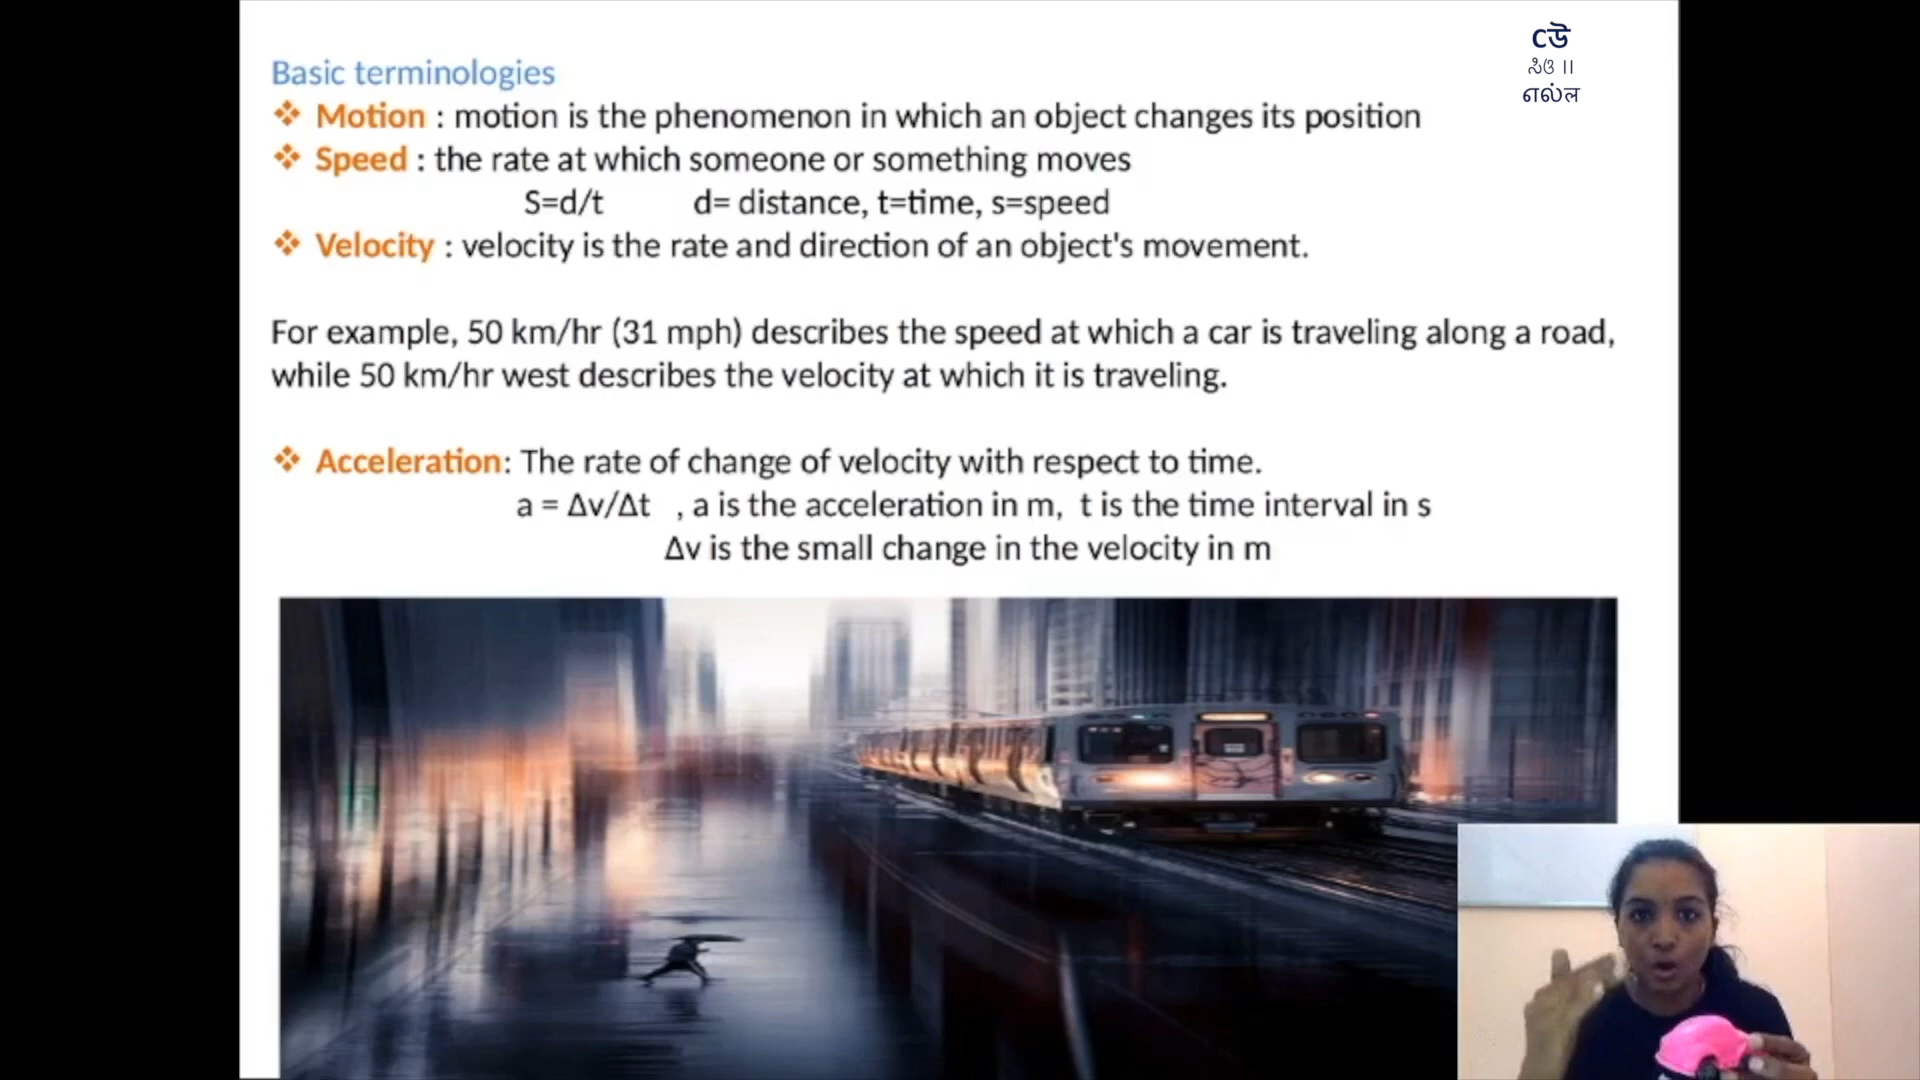 Basic terminologies
❖ Motion : motion is the phenomenon in which an object changes its position
❖ Speed : the rate at which someone or something moves
S=d/t d= distance, t=time, s=speed
❖ Velocity : velocity is the rate and direction of an object's movement.
For example, 50 km/hr (31 mph) describes the speed at which a car is traveling along a road,
while 50 km/hr west describes the velocity at which it is traveling.
❖ Acceleration: The rate of change of velocity with respect to time.
a = Δv/Δt , a is the acceleration in m, t is the time interval in s
Δv is the small change in the velocity in m